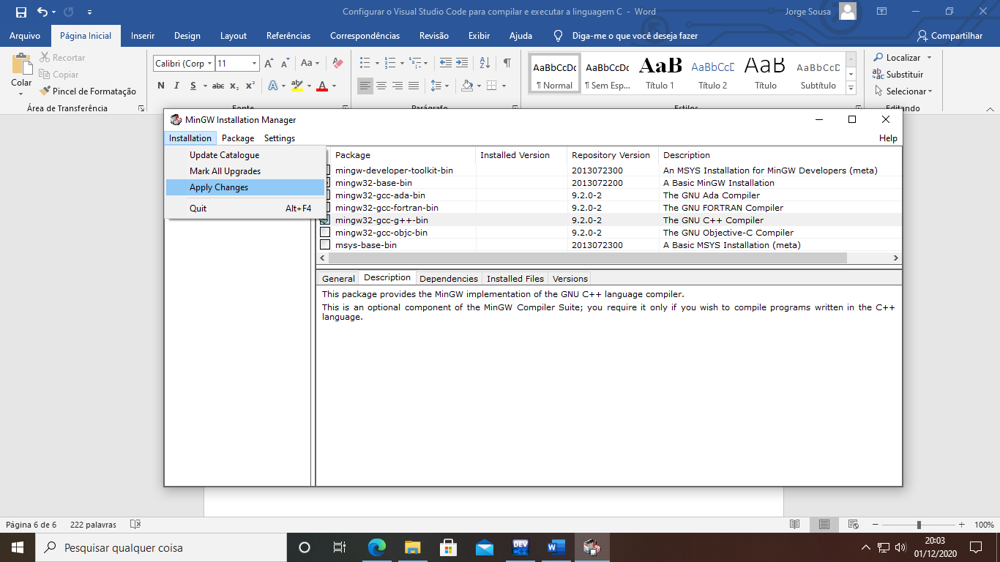 Configurar o Visual Studio Code para compilar e executar a linguagem C - Word
Jorge Sousa
Arquivo Página Inicial Inserir Design Layout Referências Correspondências Revisão Exibir Ajuda Diga-me o que você deseja fazer Compartilhar
Colar
Recortar
Copiar
Pincel de Formatação
Área de Transferência
Calibri (Corp 11
N I S abc x₂ x²
Aa
A
AaBbCcDc AaBbCcDc AaB AaBbCcE AaB AaBbCcD
¶ Normal ¶ Sem Esp... Título 1 Título 2 Título Subtítulo
Localizar
Substituir
Selecionar
Editando
MinGW Installation Manager
Installation Package Settings Help
Update Catalogue
Mark All Upgrades
Apply Changes
Quit Alt+F4
Package Installed Version Repository Version Description
mingw-developer-toolkit-bin 2013072300 An MSYS Installation for MinGW Developers (meta)
mingw32-base-bin 2013072200 A Basic MinGW Installation
mingw32-gcc-ada-bin 9.2.0-2 The GNU Ada Compiler
mingw32-gcc-fortran-bin 9.2.0-2 The GNU FORTRAN Compiler
mingw32-gcc-g++-bin 9.2.0-2 The GNU C++ Compiler
mingw32-gcc-objc-bin 9.2.0-2 The GNU Objective-C Compiler
msys-base-bin 2013072300 A Basic MSYS Installation (meta)
General Description Dependencies Installed Files Versions
This package provides the MinGW implementation of the GNU C++ language compiler.
This is an optional component of the MinGW Compiler Suite; you require it only if you wish to compile programs written in the C++
language.
Página 6 de 6 222 palavras 100%
Pesquisar qualquer coisa
DEV
C++
20:03
01/12/2020